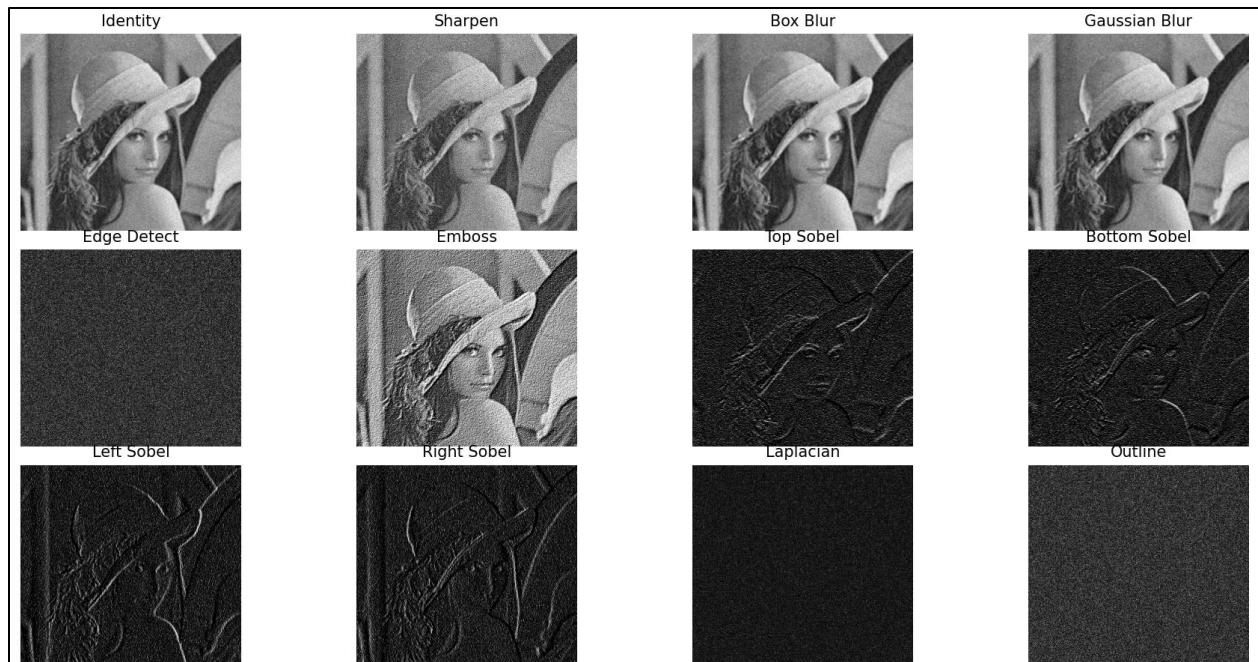 Identity
Sharpen
Box Blur
Gaussian Blur
Edge Detect
Emboss
Top Sobel
Bottom Sobel
Left Sobel
Right Sobel
Laplacian
Outline